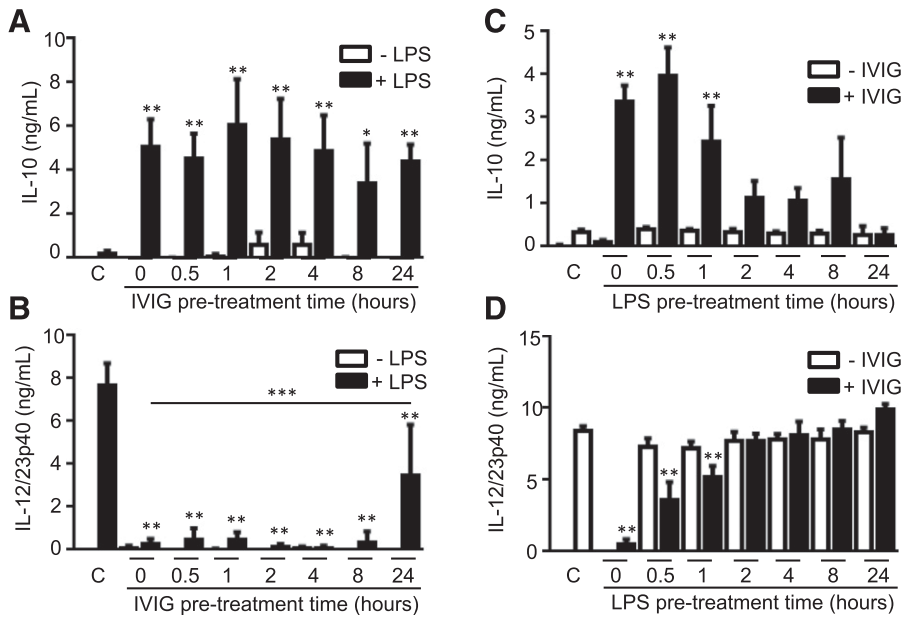 A
IL-10 (ng/mL)
10
8
6
4
2
0
- LPS
+ LPS
**
**
**
**
**
*
**
C 0 0.5 1 2 4 8 24
IVIG pre-treatment time (hours)
C
IL-10 (ng/mL)
5
4
3
2
1
0
- IVIG
+ IVIG
**
**
**
C 0 0.5 1 2 4 8 24
LPS pre-treatment time (hours)
B
IL-12/23p40 (ng/mL)
10
8
6
4
2
0
- LPS
+ LPS
***
**
**
**
**
**
**
**
C 0 0.5 1 2 4 8 24
IVIG pre-treatment time (hours)
D
IL-12/23p40 (ng/mL)
15
10
5
0
- IVIG
+ IVIG
**
**
**
C 0 0.5 1 2 4 8 24
LPS pre-treatment time (hours)